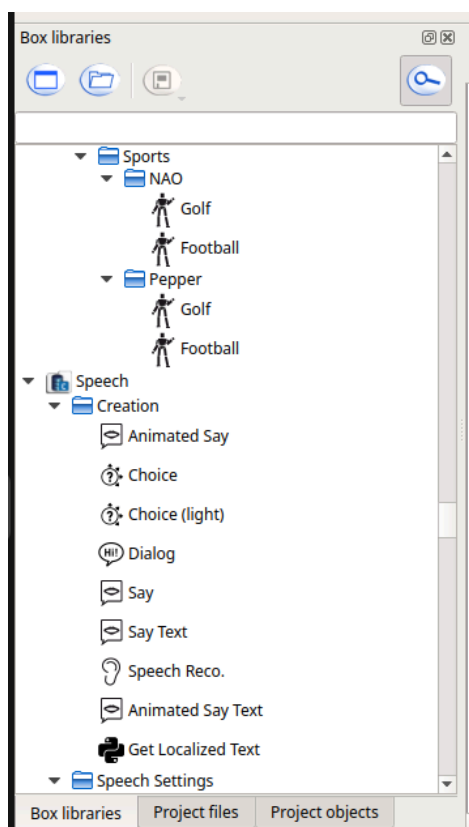 Box libraries
Sports
NAO
Golf
Football
Pepper
Golf
Football
Speech
Creation
Animated Say
Choice
Choice (light)
Hi! Dialog
Say
Say Text
Speech Reco.
Animated Say Text
Get Localized Text
Speech Settings
Box libraries Project files Project objects